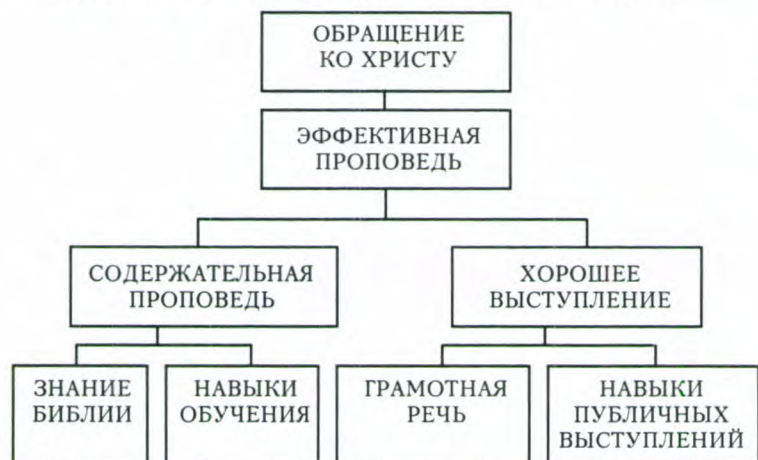 ОБРАЩЕНИЕ
КО ХРИСТУ
ЭФФЕКТИВНАЯ
ПРОПОВЕДЬ
СОДЕРЖАТЕЛЬНАЯ
ПРОПОВЕДЬ
ХОРОШЕЕ
ВЫСТУПЛЕНИЕ
ЗНАНИЕ
БИБЛИИ
НАВЫКИ
ОБУЧЕНИЯ
ГРАМОТНАЯ
РЕЧЬ
НАВЫКИ
ПУБЛИЧНЫХ
ВЫСТУПЛЕНИЙ